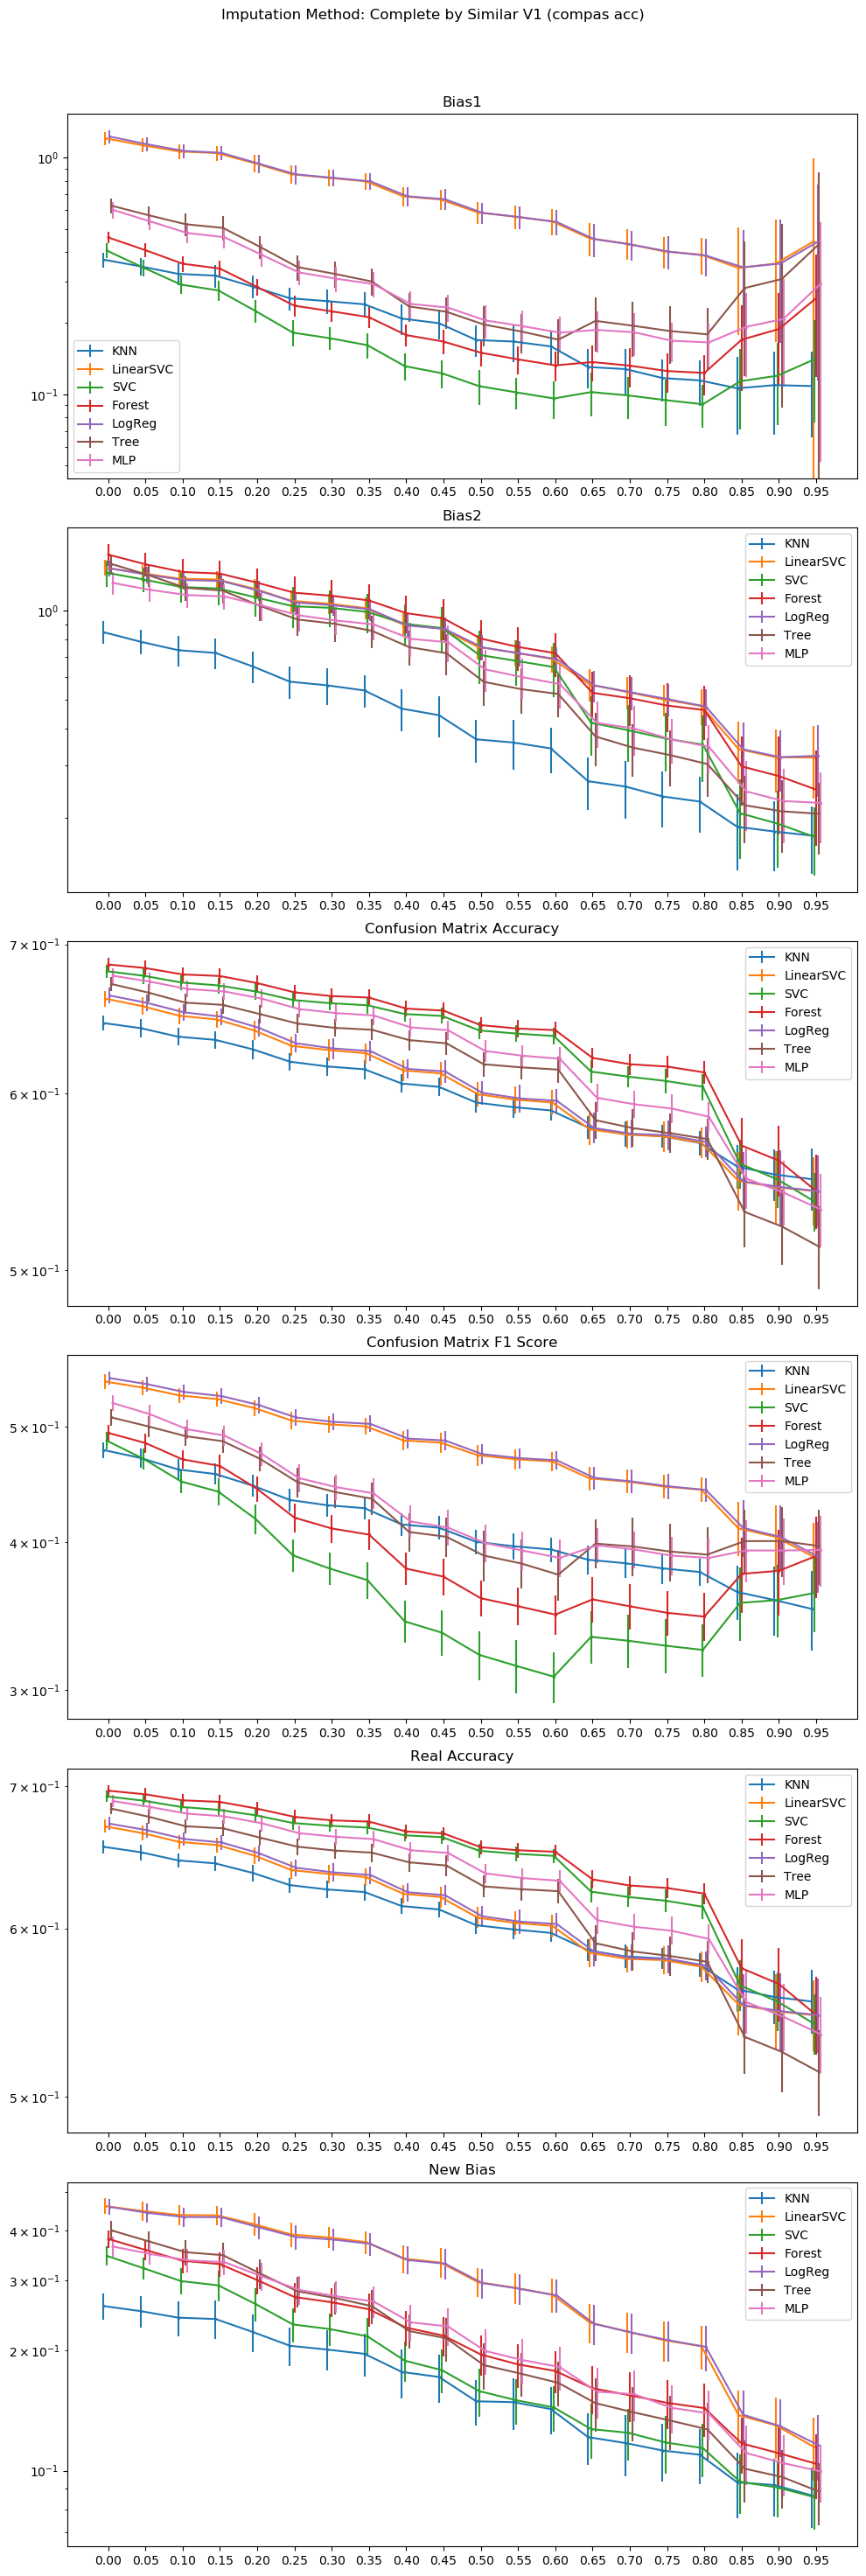 Imputation Method: Complete by Similar V1 (compas acc)
Bias1
10⁰
10⁻¹
KNN
LinearSVC
SVC
Forest
LogReg
Tree
MLP
0.00 0.05 0.10 0.15 0.20 0.25 0.30 0.35 0.40 0.45 0.50 0.55 0.60 0.65 0.70 0.75 0.80 0.85 0.90 0.95
Bias2
10⁰
KNN
LinearSVC
SVC
Forest
LogReg
Tree
MLP
0.00 0.05 0.10 0.15 0.20 0.25 0.30 0.35 0.40 0.45 0.50 0.55 0.60 0.65 0.70 0.75 0.80 0.85 0.90 0.95
Confusion Matrix Accuracy
7 × 10⁻¹
6 × 10⁻¹
5 × 10⁻¹
KNN
LinearSVC
SVC
Forest
LogReg
Tree
MLP
0.00 0.05 0.10 0.15 0.20 0.25 0.30 0.35 0.40 0.45 0.50 0.55 0.60 0.65 0.70 0.75 0.80 0.85 0.90 0.95
Confusion Matrix F1 Score
5 × 10⁻¹
4 × 10⁻¹
3 × 10⁻¹
KNN
LinearSVC
SVC
Forest
LogReg
Tree
MLP
0.00 0.05 0.10 0.15 0.20 0.25 0.30 0.35 0.40 0.45 0.50 0.55 0.60 0.65 0.70 0.75 0.80 0.85 0.90 0.95
Real Accuracy
7 × 10⁻¹
6 × 10⁻¹
5 × 10⁻¹
KNN
LinearSVC
SVC
Forest
LogReg
Tree
MLP
0.00 0.05 0.10 0.15 0.20 0.25 0.30 0.35 0.40 0.45 0.50 0.55 0.60 0.65 0.70 0.75 0.80 0.85 0.90 0.95
New Bias
4 × 10⁻¹
3 × 10⁻¹
2 × 10⁻¹
10⁻¹
KNN
LinearSVC
SVC
Forest
LogReg
Tree
MLP
0.00 0.05 0.10 0.15 0.20 0.25 0.30 0.35 0.40 0.45 0.50 0.55 0.60 0.65 0.70 0.75 0.80 0.85 0.90 0.95